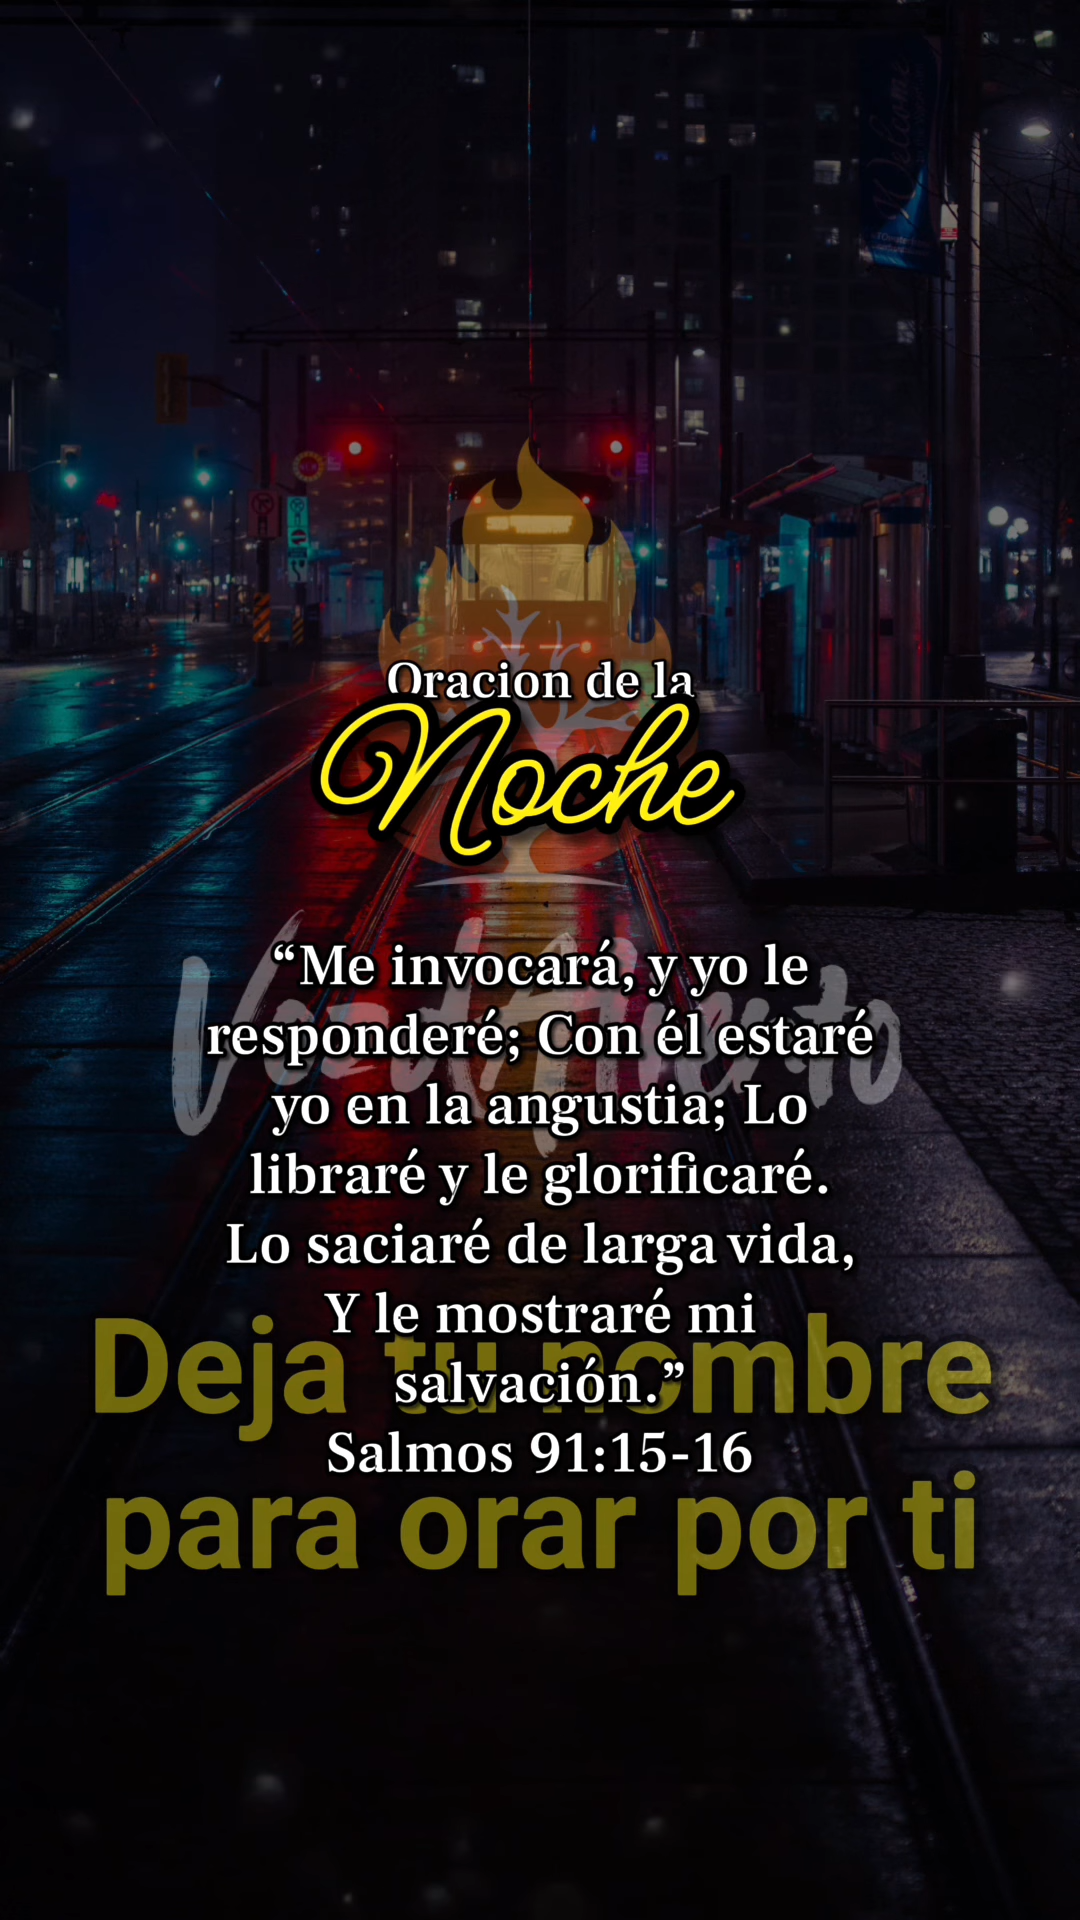 Welcome
Oracion de la
Noche
“Me invocará, y yo le
responderé; Con él estaré
yo en la angustia; Lo
libraré y le glorificaré.
Lo saciaré de larga vida,
Y le mostraré mi
salvación.”
Salmos 91:15-16
Deja tu nombre
para orar por ti